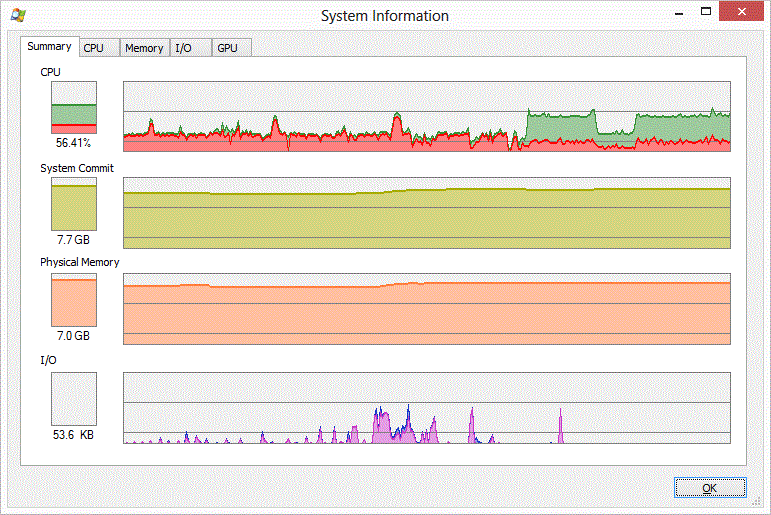 System Information
Summary CPU Memory I/O GPU
CPU
56.41%
System Commit
7.7 GB
Physical Memory
7.0 GB
I/O
53.6 KB
OK